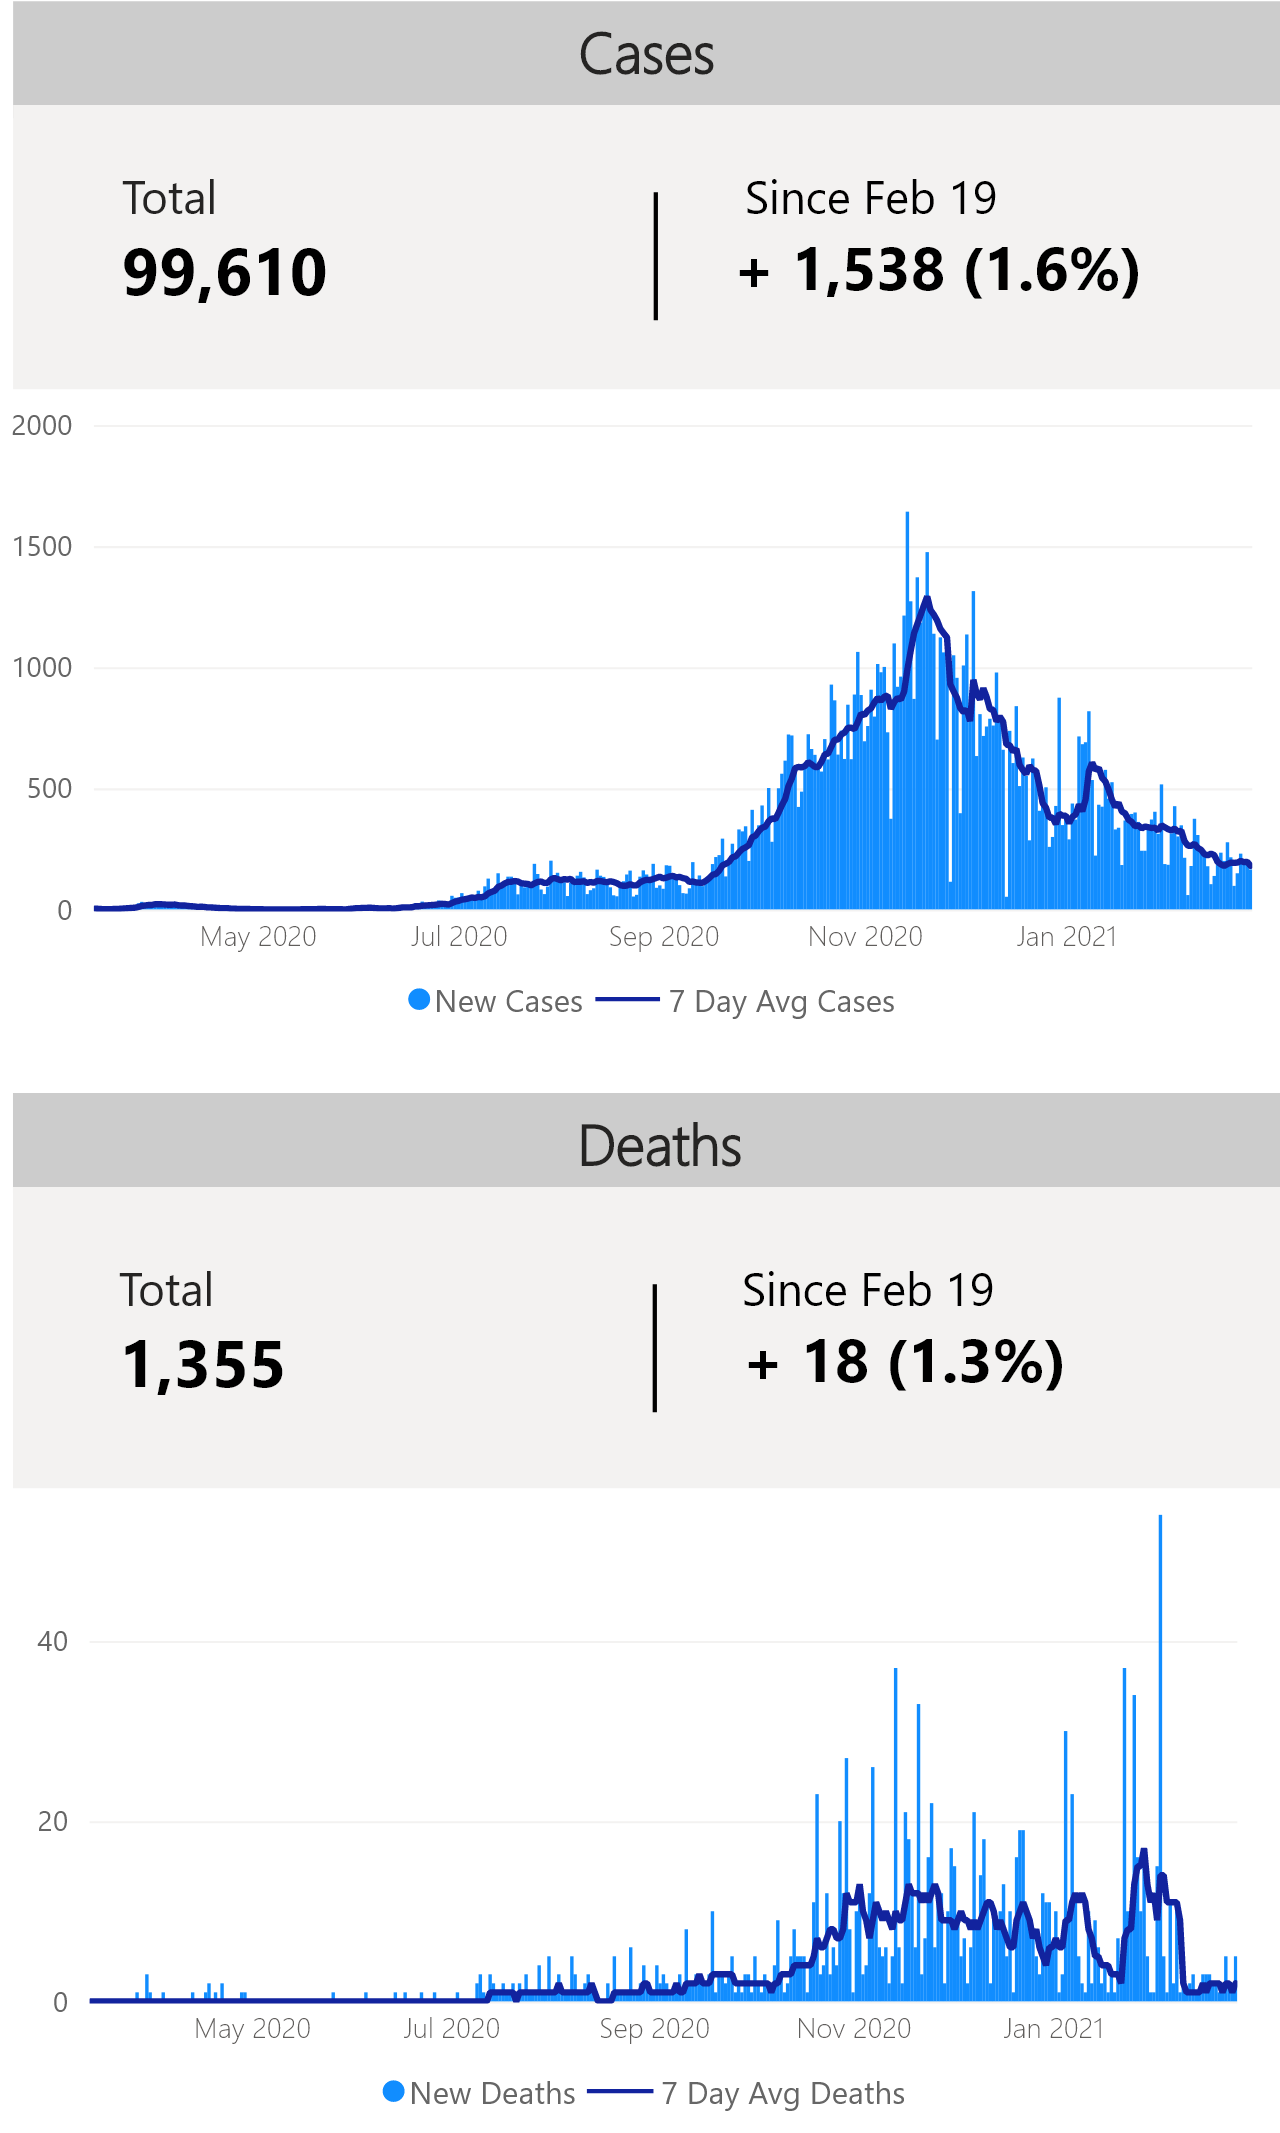 Cases
Total
Since Feb 19
99,610
+ 1,538 (1.6%)
2000
1500
1000
500
0
May 2020
Jul 2020
Sep 2020
Nov 2020
Jan 2021
New Cases
7 Day Avg Cases
Deaths
Total
Since Feb 19
1,355
+ 18 (1.3%)
40
20
0
May 2020
Jul 2020
Sep 2020
Nov 2020
Jan 2021
New Deaths
7 Day Avg Deaths